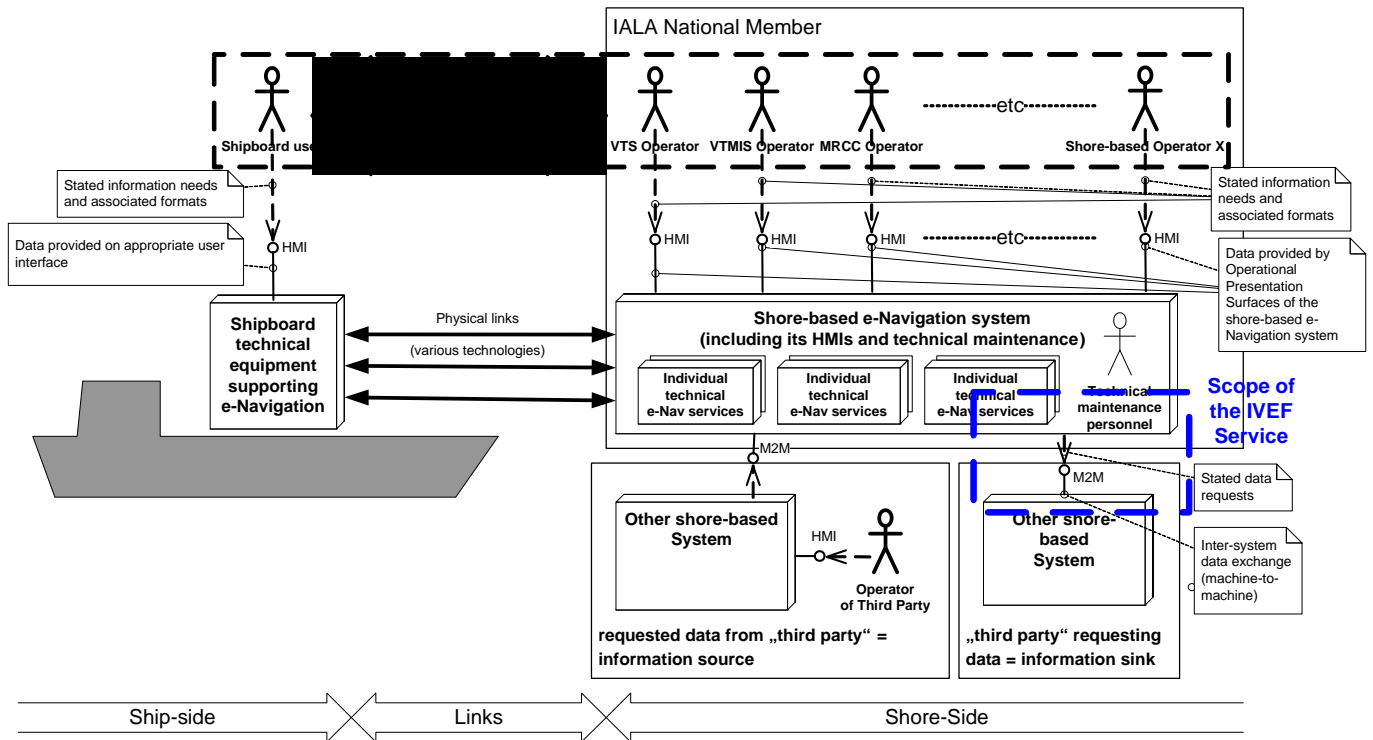 IALA National Member
Shipboard use
VTS Operator
VTMIS Operator
MRCC Operator
etc
Shore-based Operator X
Stated information needs
and associated formats
Data provided on appropriate user
interface
HMI
HMI
HMI
HMI
etc
HMI
Stated information
needs and
associated formats
Data provided by
Operational
Presentation
Surfaces of the
shore-based e-
Navigation system
Shipboard
technical
equipment
supporting
e-Navigation
Physical links
(various technologies)
Shore-based e-Navigation system
(including its HMIs and technical maintenance)
Individual
technical
e-Nav services
Individual
technical
e-Nav services
Individual
technical
e-Nav services
Technical
maintenance
personnel
Scope of
the IVEF
Service
M2M
M2M
Stated data
requests
Other shore-based
System
HMI
Operator
of Third Party
requested data from „third party“ =
information source
Other shore-
based
System
„third party“ requesting
data = information sink
Inter-system
data exchange
(machine-to-
machine)
Ship-side
Links
Shore-Side